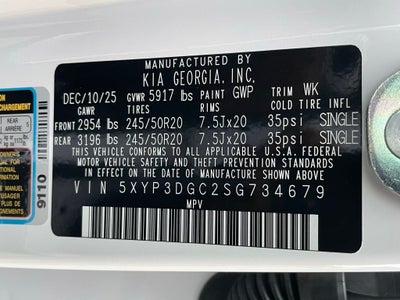 MANUFACTURED BY
KIA GEORGIA, INC.
DEC/10/25 GVWR 5917 lbs PAINT GWP TRIM WK
GAWR TIRES RIMS COLD TIRE INFL
FRONT 2954 lbs 245/50R20 7.5Jx20 35psi SINGLE
REAR 3196 lbs 245/50R20 7.5Jx20 35psi SINGLE
THIS VEHICLE CONFORMS TO ALL APPLICABLE U.S.A. FEDERAL
MOTOR VEHICLE SAFETY AND THEFT PREVENTION STANDARDS
IN EFFECT ON THE DATE OF MANUFACTURE SHOWN ABOVE.
VIN 5XYP3DGC2SG734679
MPV
REAR
ARRIÈRE
9110